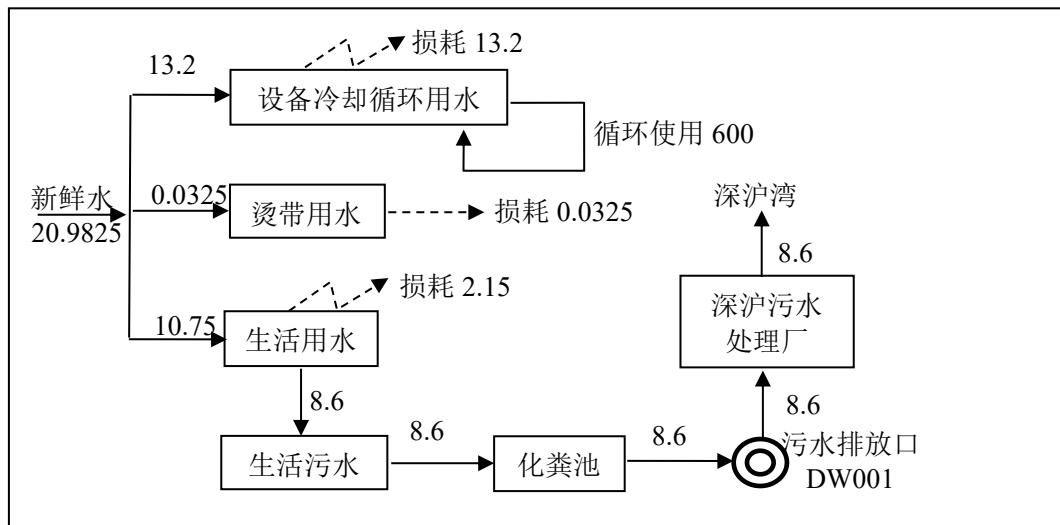 损耗 13.2
13.2
设备冷却循环用水
循环使用 600
新鲜水
20.9825
0.0325
烫带用水
损耗 0.0325
深沪湾
8.6
损耗 2.15
10.75
生活用水
深沪污水
处理厂
8.6
8.6
生活污水
8.6
化粪池
8.6
污水排放口
DW001